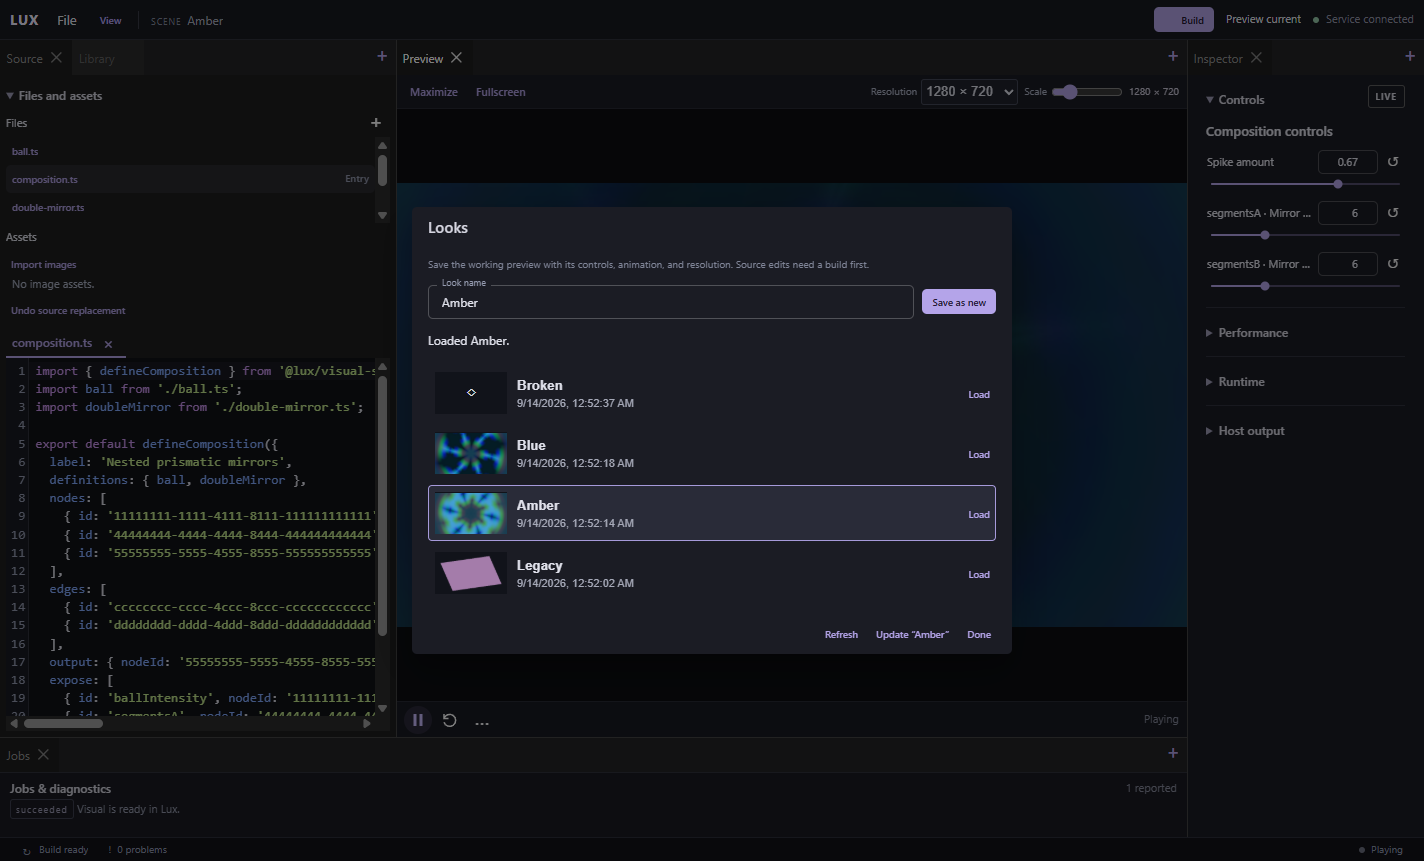 LUX File View SCENE Amber Build Preview current Service connected
Source Library + Preview + Inspector +
Files and assets
Files +
ball.ts
composition.ts Entry
double-mirror.ts
Assets
Import images
No image assets.
Undo source replacement
composition.ts ×
1 import { defineComposition } from '@lux/visual-s
2 import ball from './ball.ts';
3 import doubleMirror from './double-mirror.ts';
4
5 export default defineComposition({
6 label: 'Nested prismatic mirrors',
7 definitions: { ball, doubleMirror },
8 nodes: [
9 { id: '11111111-1111-4111-8111-111111111111'
10 { id: '44444444-4444-4444-8444-444444444444'
11 { id: '55555555-5555-4555-8555-555555555555'
12 ],
13 edges: [
14 { id: 'cccccccc-cccc-4ccc-8ccc-cccccccccccc'
15 { id: 'dddddddd-dddd-4ddd-8ddd-dddddddddddd'
16 ],
17 output: { nodeId: '55555555-5555-4555-8555-555
18 expose: [
19 { id: 'ballIntensity', nodeId: '11111111-111
20 { id: 'segmentsA', nodeId: '44444444-4444-44
Maximize Fullscreen Resolution 1280 × 720 Scale 1280 × 720
Looks
Save the working preview with its controls, animation, and resolution. Source edits need a build first.
Look name
Amber Save as new
Loaded Amber.
Broken
9/14/2026, 12:52:37 AM
Load
Blue
9/14/2026, 12:52:18 AM
Load
Amber
9/14/2026, 12:52:14 AM
Load
Legacy
9/14/2026, 12:52:02 AM
Load
Refresh Update “Amber” Done
... Playing
Controls LIVE
Composition controls
Spike amount 0.67
segmentsA · Mirror ... 6
segmentsB · Mirror ... 6
Performance
Runtime
Host output
Jobs +
Jobs & diagnostics 1 reported
succeeded Visual is ready in Lux.
Build ready ! 0 problems Playing